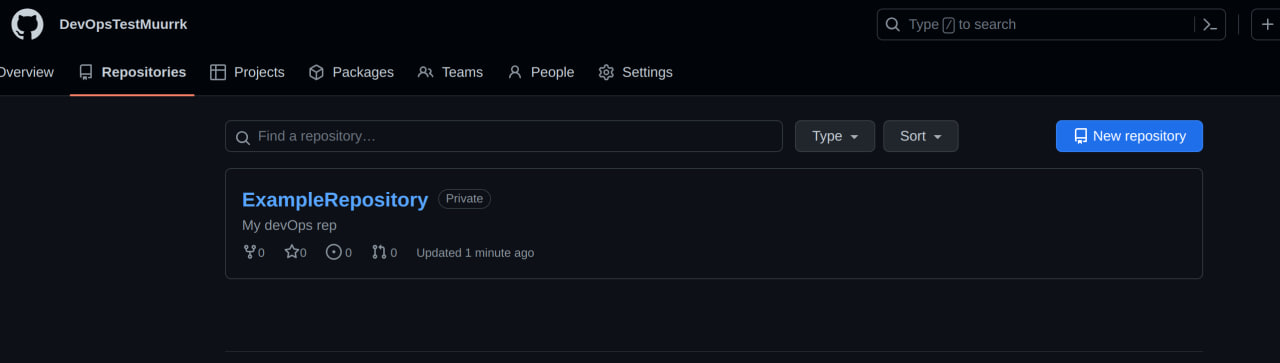 DevOpsTestMuurrk
Type / to search
Overview Repositories Projects Packages Teams People Settings
Find a repository… Type Sort New repository
ExampleRepository Private
My devOps rep
0 0 0 0 Updated 1 minute ago